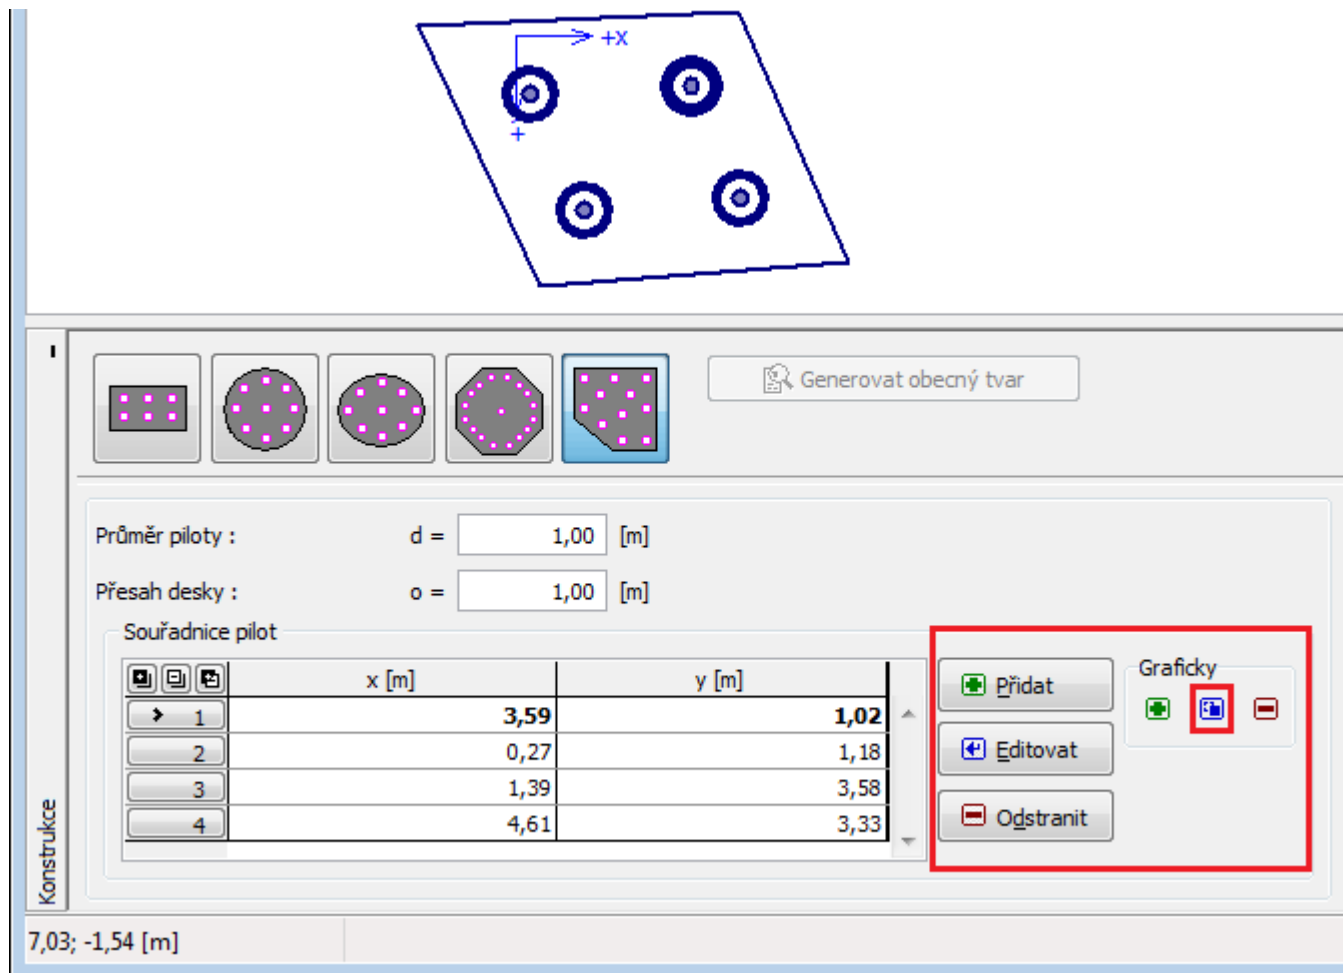 +X
+
Generovat obecný tvar
Průměr piloty : d = 1,00 [m]
Přesah desky : o = 1,00 [m]
Souřadnice pilot
x [m] y [m]
1 3,59 1,02
2 0,27 1,18
3 1,39 3,58
4 4,61 3,33
Přidat
Editovat
Odstranit
Graficky
Konstrukce
7,03; -1,54 [m]